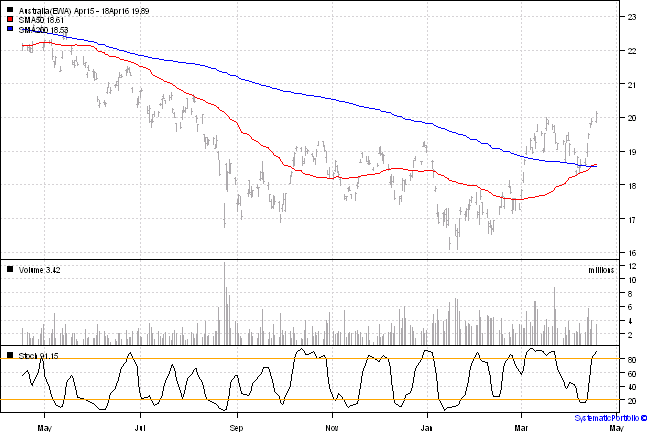 Australia(EWA) Apr15 - 18Apr16 19.89
SMA50 18.61
SMA200 18.53
23
22
21
20
19
18
17
16
Volume 3.42
millions
12
10
8
6
4
2
Stoch 91.15
80
60
40
20
May
Jul
Sep
Nov
Jan
Mar
May
SystematicPortfolio ©